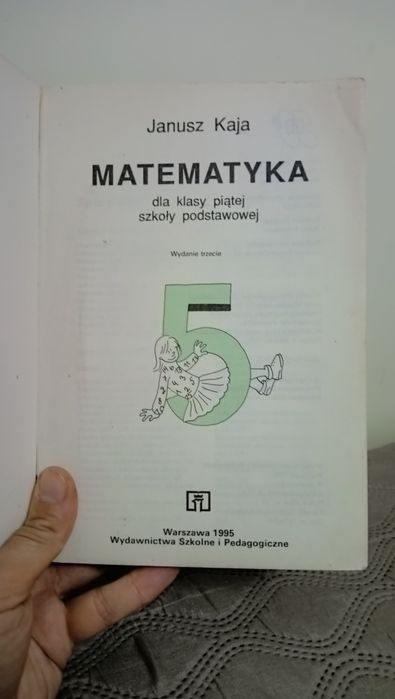 Janusz Kaja
MATEMATYKA
dla klasy piątej
szkoły podstawowej
Wydanie trzecie
5
Warszawa 1995
Wydawnictwa Szkolne i Pedagogiczne